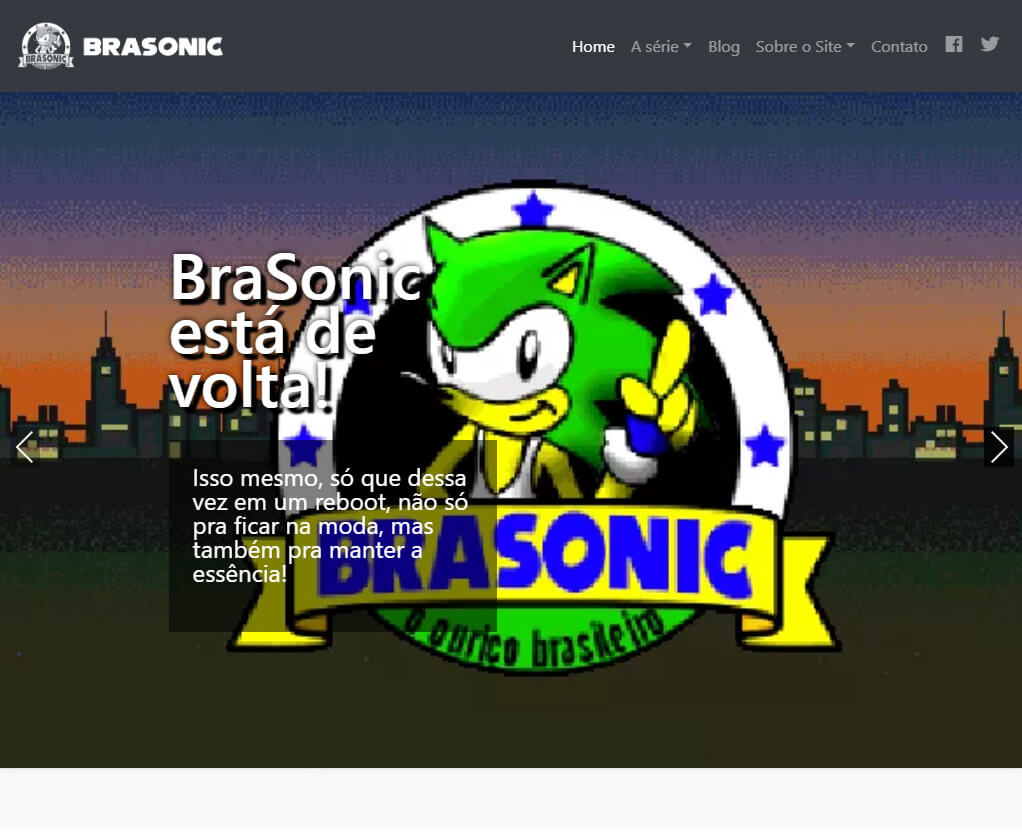 BRASONIC
BRASONIC
Home
A série
Blog
Sobre o Site
Contato
BraSonic
está de
volta!
Isso mesmo, só que dessa
vez em um reboot, não só
pra ficar na moda, mas
também pra manter a
essência!
BRASONIC
o ouriço brasileiro